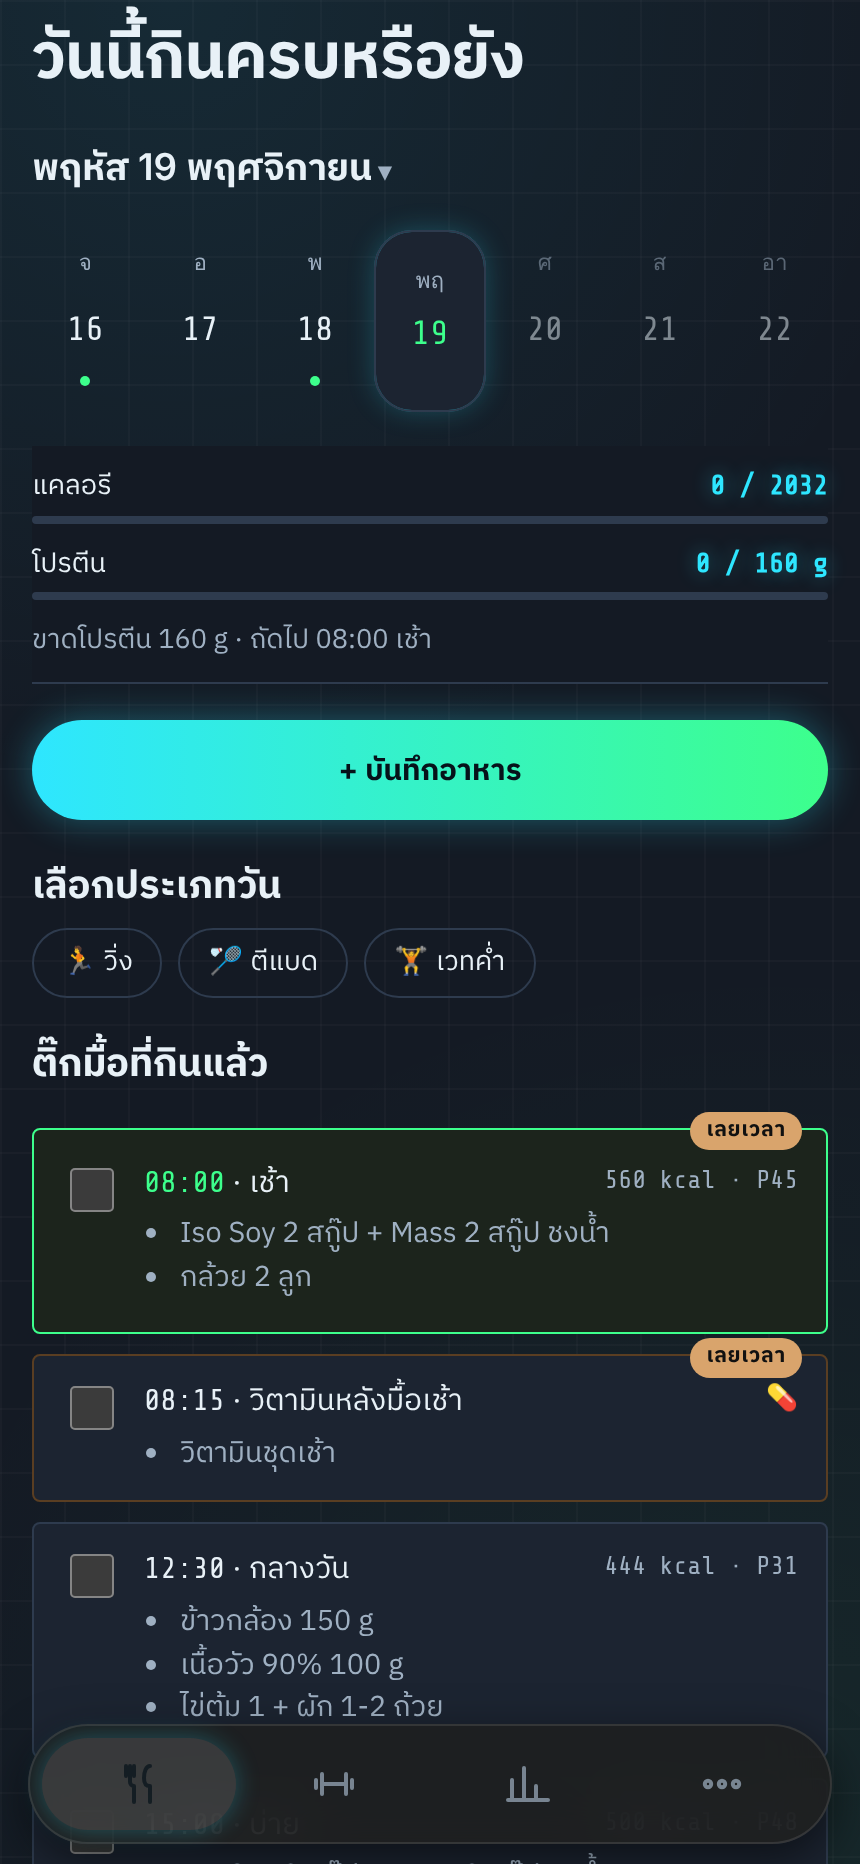 วันนี้กินครบหรือยัง
พฤหัส 19 พฤศจิกายน ▾
จ อ พ พฤ ศ ส อา
16 17 18 19 20 21 22
แคลอรี 0 / 2032
โปรตีน 0 / 160 g
ขาดโปรตีน 160 g · ถัดไป 08:00 เช้า
+ บันทึกอาหาร
เลือกประเภทวัน
🏃 วิ่ง 🏸 ตีแบด 🏋️ เวทค่ำ
ติ๊กมื้อที่กินแล้ว
เลยเวลา
08:00 · เช้า 560 kcal · P45
• Iso Soy 2 สกู๊ป + Mass 2 สกู๊ป ชงน้ำ
• กล้วย 2 ลูก
เลยเวลา
08:15 · วิตามินหลังมื้อเช้า 💊
• วิตามินชุดเช้า
12:30 · กลางวัน 444 kcal · P31
• ข้าวกล้อง 150 g
• เนื้อวัว 90% 100 g
• ไข่ต้ม 1 + ผัก 1-2 ถ้วย
15:00 · บ่าย 500 kcal · P48